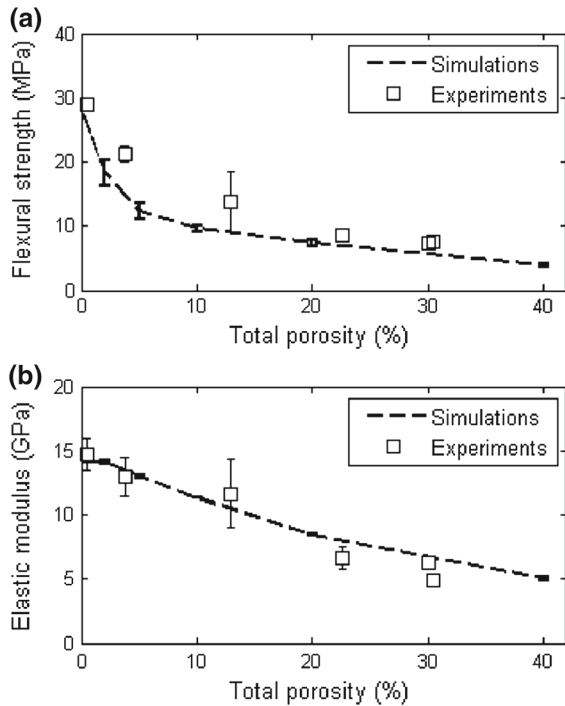 (a)
40
30
20
10
0
Flexural strength (MPa)
Simulations
Experiments
0 10 20 30 40
Total porosity (%)
(b)
20
15
10
5
0
Elastic modulus (GPa)
Simulations
Experiments
0 10 20 30 40
Total porosity (%)